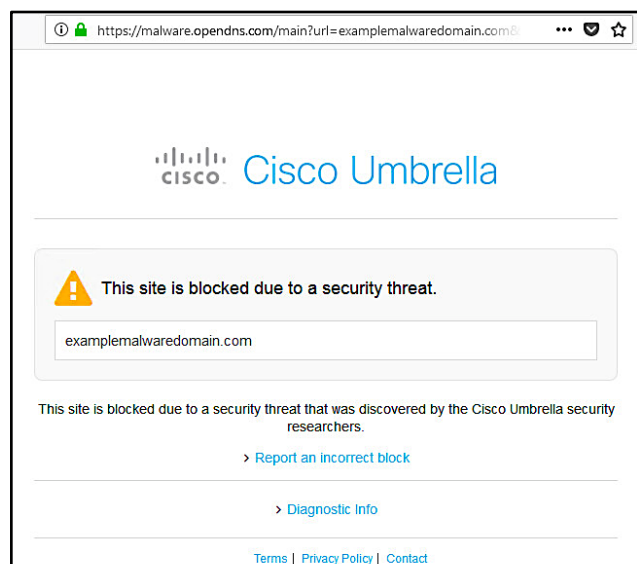 https://malware.opendns.com/main?url=examplemalwaredomain.com
cisco. Cisco Umbrella
This site is blocked due to a security threat.
examplemalwaredomain.com
This site is blocked due to a security threat that was discovered by the Cisco Umbrella security
researchers.
> Report an incorrect block
> Diagnostic Info
Terms | Privacy Policy | Contact